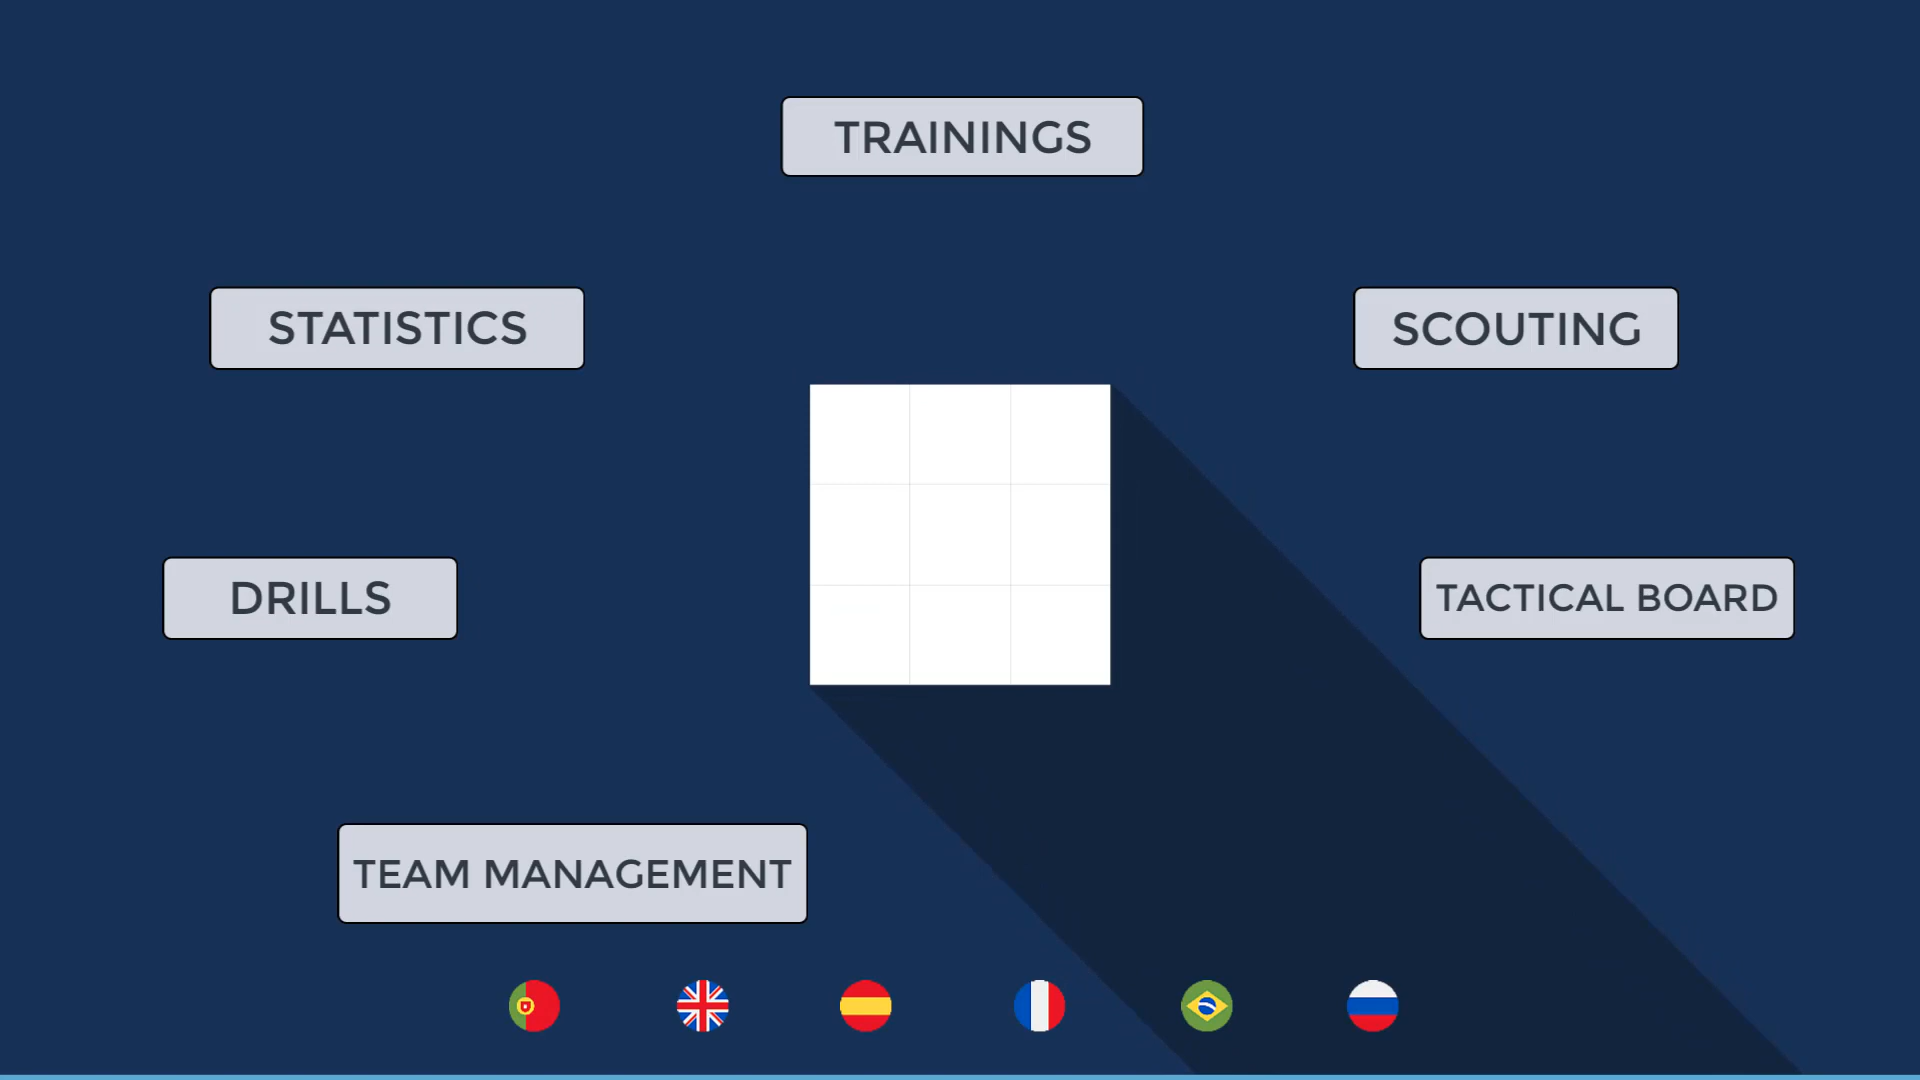 TRAININGS
STATISTICS
SCOUTING
DRILLS
TACTICAL BOARD
TEAM MANAGEMENT